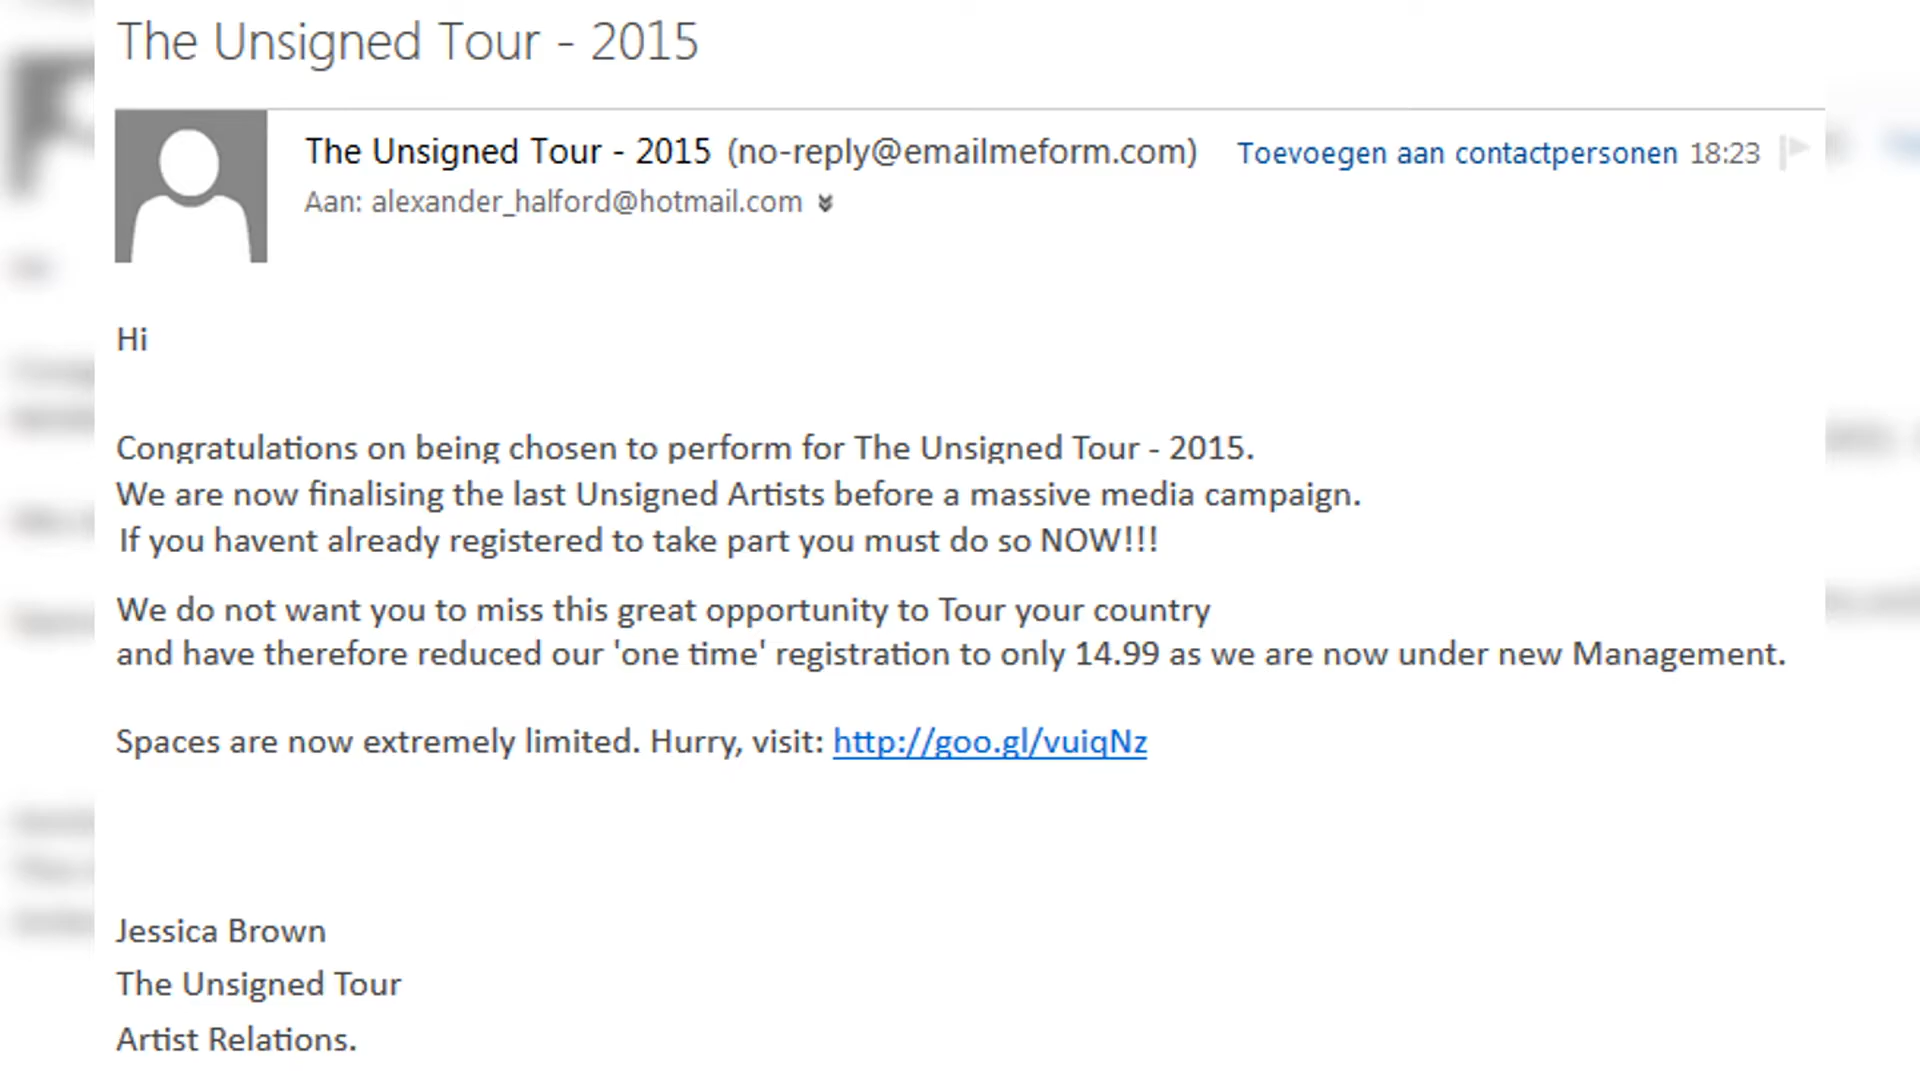 The Unsigned Tour - 2015
The Unsigned Tour - 2015 (no-reply@emailmeform.com) Toevoegen aan contactpersonen 18:23
Aan: alexander_halford@hotmail.com
Hi
Congratulations on being chosen to perform for The Unsigned Tour - 2015.
We are now finalising the last Unsigned Artists before a massive media campaign.
If you havent already registered to take part you must do so NOW!!!
We do not want you to miss this great opportunity to Tour your country
and have therefore reduced our 'one time' registration to only 14.99 as we are now under new Management.
Spaces are now extremely limited. Hurry, visit: http://goo.gl/vuiqNz
Jessica Brown
The Unsigned Tour
Artist Relations.